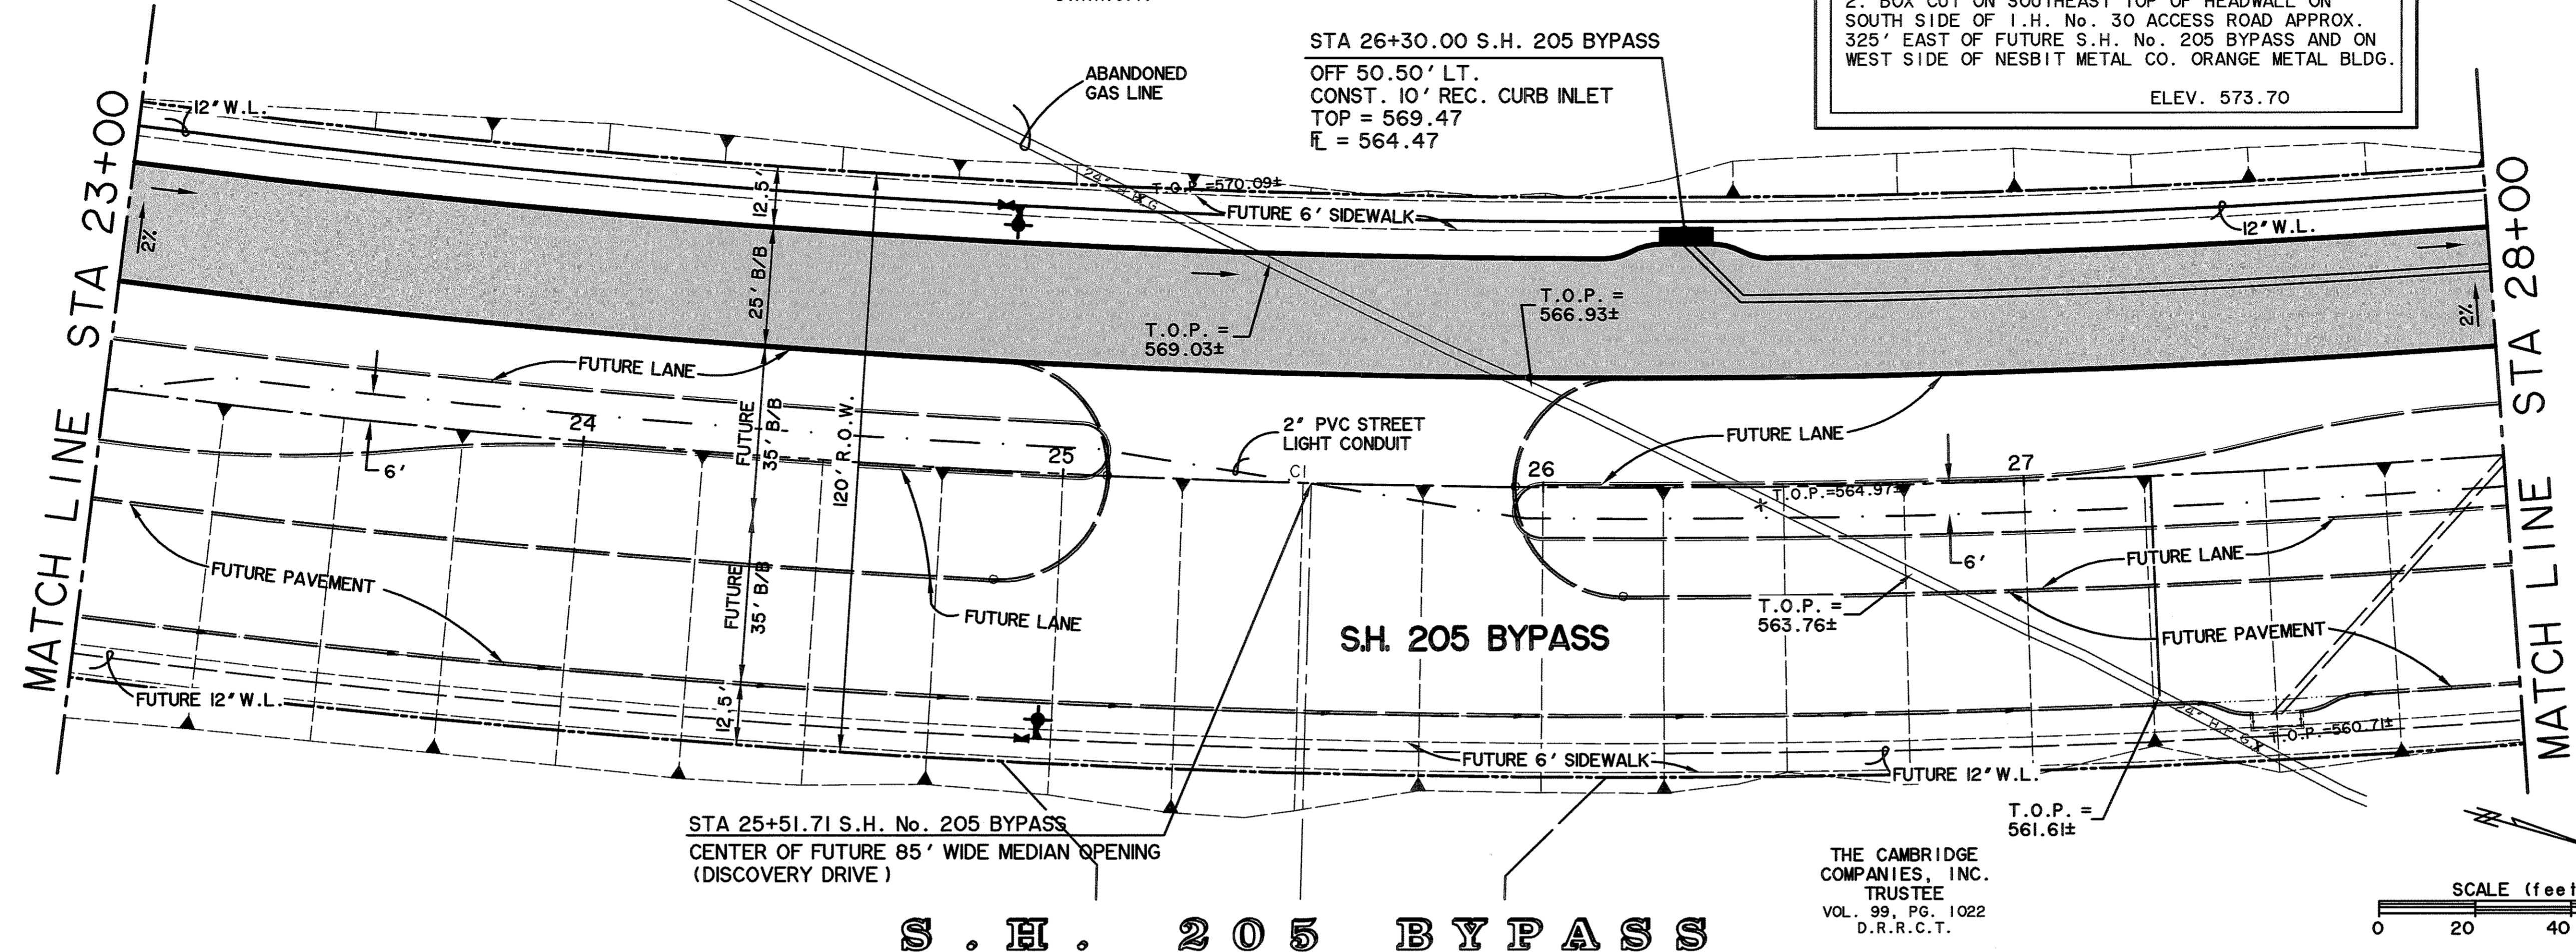 2. BOX CUT ON SOUTHEAST TOP OF HEADWALL ON
SOUTH SIDE OF I.H. No. 30 ACCESS ROAD APPROX.
325' EAST OF FUTURE S.H. No. 205 BYPASS AND ON
WEST SIDE OF NESBIT METAL CO. ORANGE METAL BLDG.
ELEV. 573.70
STA 26+30.00 S.H. 205 BYPASS
OFF 50.50' LT.
CONST. 10' REC. CURB INLET
TOP = 569.47
FL = 564.47
ABANDONED
GAS LINE
12" W.L.
MATCH LINE STA 23+00
2%
12.5'
25' B/B
FUTURE
35' B/B
FUTURE
35' B/B
12.5'
120' R.O.W.
24"
T.O.P.=570.09±
FUTURE 6' SIDEWALK
12" W.L.
MATCH LINE STA 28+00
2%
T.O.P. =
569.03±
T.O.P. =
566.93±
FUTURE LANE
24
25
6'
2" PVC STREET
LIGHT CONDUIT
C1
26
27
FUTURE LANE
T.O.P.=564.97±
6'
FUTURE LANE
FUTURE PAVEMENT
FUTURE LANE
T.O.P. =
563.76±
S.H. 205 BYPASS
FUTURE PAVEMENT
FUTURE 12" W.L.
24" H.P.G.
T.O.P.=560.71±
FUTURE 6' SIDEWALK
FUTURE 12" W.L.
T.O.P. =
561.61±
STA 25+51.71 S.H. No. 205 BYPASS
CENTER OF FUTURE 85' WIDE MEDIAN OPENING
(DISCOVERY DRIVE)
THE CAMBRIDGE
COMPANIES, INC.
TRUSTEE
VOL. 99, PG. 1022
D.R.R.C.T.
SCALE (feet
0 20 40
S.H. 205 BYPASS